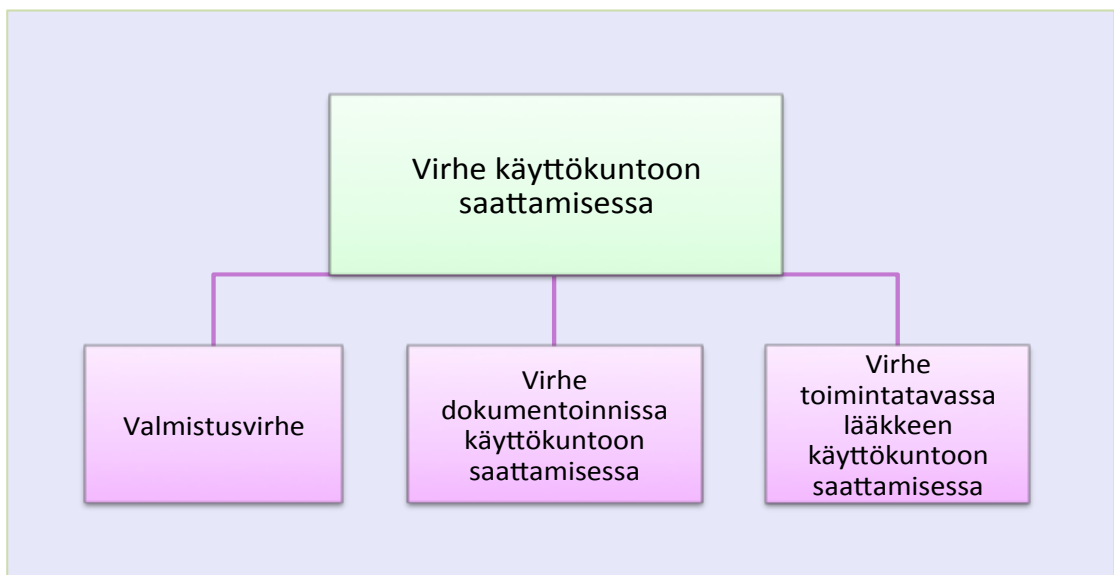 Virhe käyttökuntoon
saattamisessa
Valmistusvirhe
Virhe
dokumentoinnissa
käyttökuntoon
saattamisessa
Virhe
toimintatavassa
lääkkeen
käyttökuntoon
saattamisessa